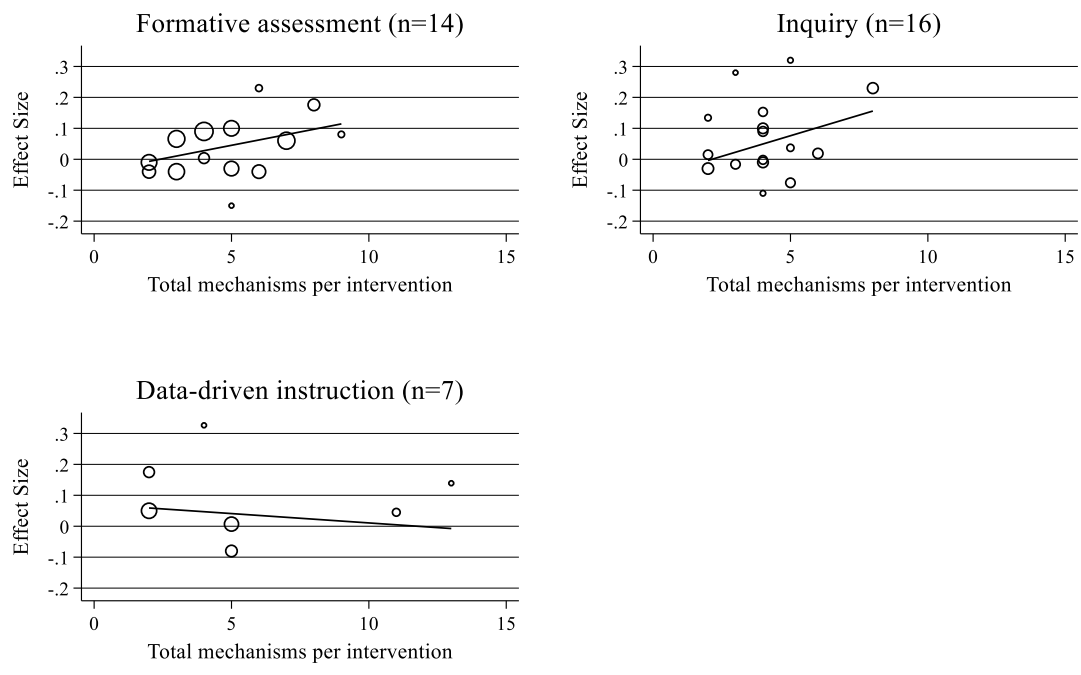 Formative assessment (n=14)
Effect Size
.3
.2
.1
0
-.1
-.2
0 5 10 15
Total mechanisms per intervention
Inquiry (n=16)
Effect Size
.3
.2
.1
0
-.1
-.2
0 5 10 15
Total mechanisms per intervention
Data-driven instruction (n=7)
Effect Size
.3
.2
.1
0
-.1
-.2
0 5 10 15
Total mechanisms per intervention